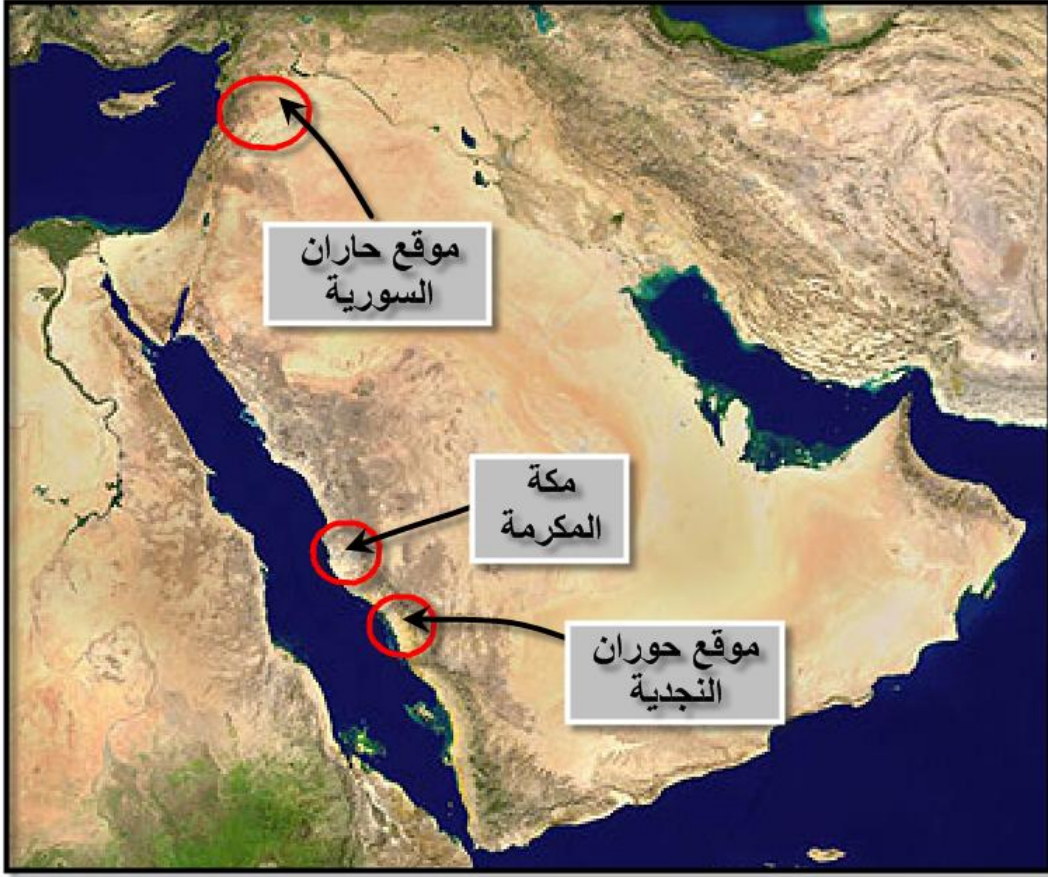 موقع حاران
السورية
مكة
المكرمة
موقع حوران
النجدية